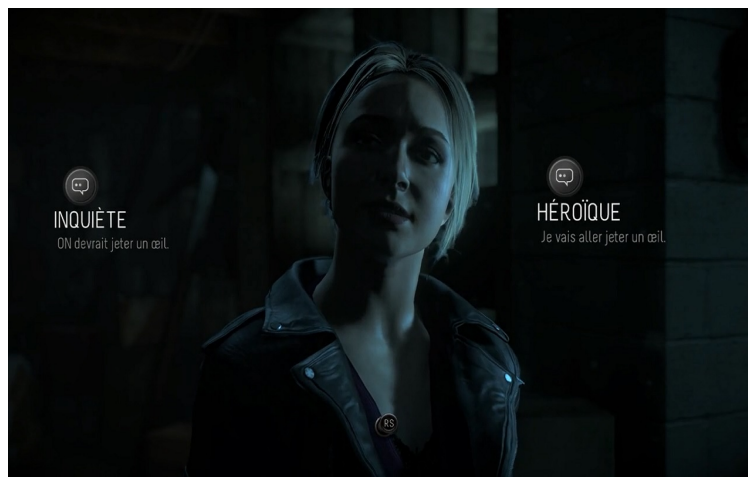 INQUIÈTE
ON devrait jeter un œil.
HÉROÏQUE
Je vais aller jeter un œil.
RS